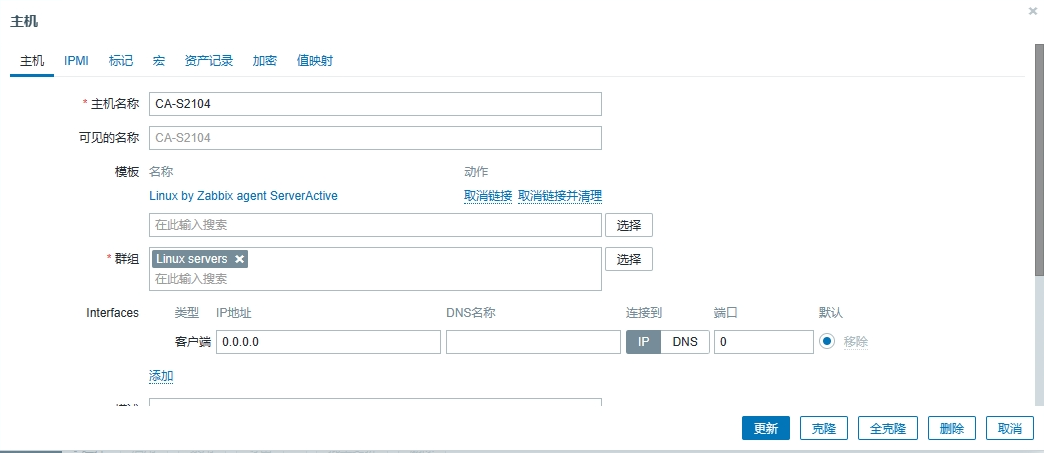 主机
主机 IPMI 标记 宏 资产记录 加密 值映射
* 主机名称 CA-S2104
可见的名称 CA-S2104
模板 名称 动作
Linux by Zabbix agent ServerActive 取消链接 取消链接并清理
在此输入搜索 选择
* 群组 Linux servers 选择
在此输入搜索
Interfaces 类型 IP地址 DNS名称 连接到 端口 默认
客户端 0.0.0.0 IP DNS 0 移除
添加
更新 克隆 全克隆 删除 取消